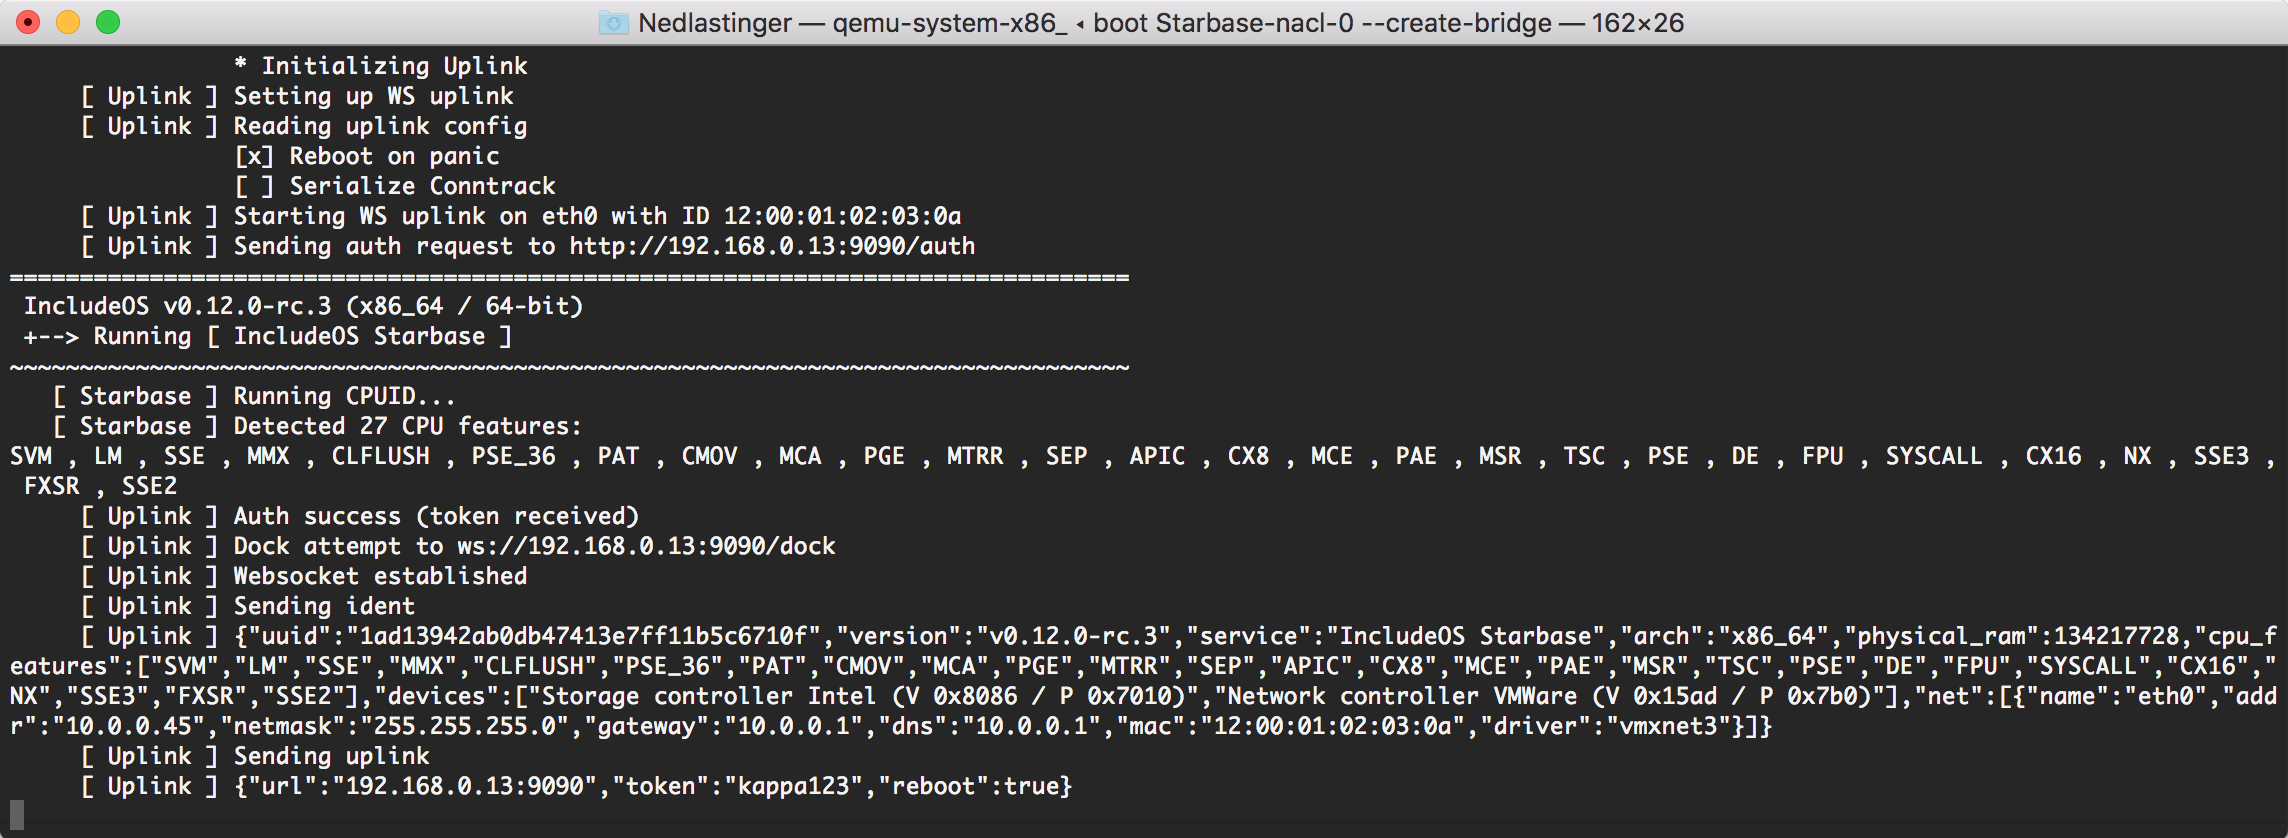 Nedlastinger — qemu-system-x86_ ◂ boot Starbase-nacl-0 --create-bridge — 162×26
* Initializing Uplink
[ Uplink ] Setting up WS uplink
[ Uplink ] Reading uplink config
[x] Reboot on panic
[ ] Serialize Conntrack
[ Uplink ] Starting WS uplink on eth0 with ID 12:00:01:02:03:0a
[ Uplink ] Sending auth request to http://192.168.0.13:9090/auth
================================================================================
IncludeOS v0.12.0-rc.3 (x86_64 / 64-bit)
+--> Running [ IncludeOS Starbase ]
~~~~~~~~~~~~~~~~~~~~~~~~~~~~~~~~~~~~~~~~~~~~~~~~~~~~~~~~~~~~~~~~~~~~~~~~~~~~~~~~
[ Starbase ] Running CPUID...
[ Starbase ] Detected 27 CPU features:
SVM , LM , SSE , MMX , CLFLUSH , PSE_36 , PAT , CMOV , MCA , PGE , MTRR , SEP , APIC , CX8 , MCE , PAE , MSR , TSC , PSE , DE , FPU , SYSCALL , CX16 , NX , SSE3 ,
FXSR , SSE2
[ Uplink ] Auth success (token received)
[ Uplink ] Dock attempt to ws://192.168.0.13:9090/dock
[ Uplink ] Websocket established
[ Uplink ] Sending ident
[ Uplink ] {"uuid":"1ad13942ab0db47413e7ff11b5c6710f","version":"v0.12.0-rc.3","service":"IncludeOS Starbase","arch":"x86_64","physical_ram":134217728,"cpu_f
eatures":["SVM","LM","SSE","MMX","CLFLUSH","PSE_36","PAT","CMOV","MCA","PGE","MTRR","SEP","APIC","CX8","MCE","PAE","MSR","TSC","PSE","DE","FPU","SYSCALL","CX16","
NX","SSE3","FXSR","SSE2"],"devices":["Storage controller Intel (V 0x8086 / P 0x7010)","Network controller VMWare (V 0x15ad / P 0x7b0)"],"net":[{"name":"eth0","add
r":"10.0.0.45","netmask":"255.255.255.0","gateway":"10.0.0.1","dns":"10.0.0.1","mac":"12:00:01:02:03:0a","driver":"vmxnet3"}]}
[ Uplink ] Sending uplink
[ Uplink ] {"url":"192.168.0.13:9090","token":"kappa123","reboot":true}